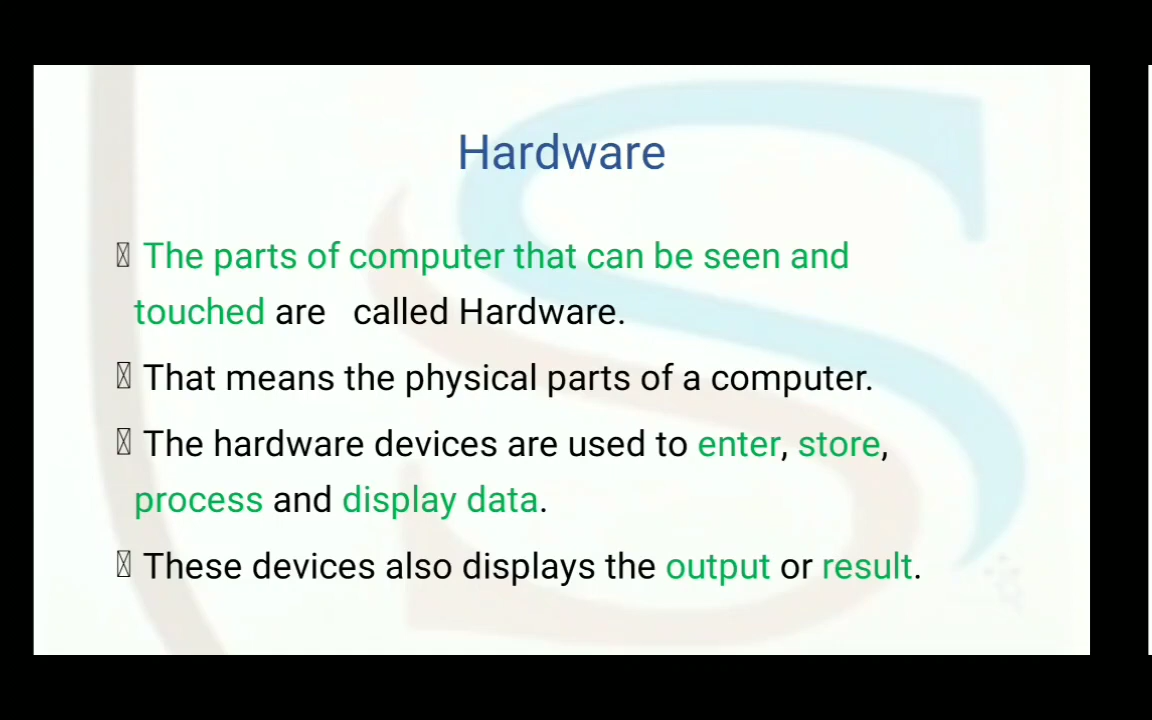 Hardware
The parts of computer that can be seen and
touched are called Hardware.
That means the physical parts of a computer.
The hardware devices are used to enter, store,
process and display data.
These devices also displays the output or result.